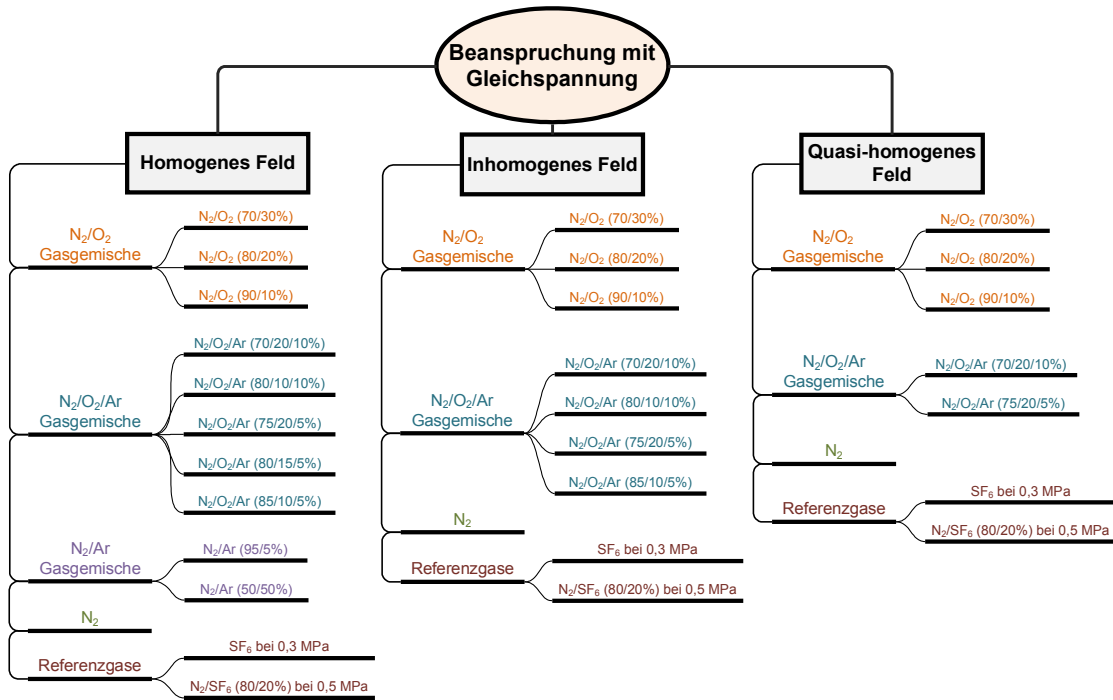 Beanspruchung mit
Gleichspannung
Homogenes Feld
N₂/O₂
Gasgemische
N₂/O₂ (70/30%)
N₂/O₂ (80/20%)
N₂/O₂ (90/10%)
N₂/O₂/Ar
Gasgemische
N₂/O₂/Ar (70/20/10%)
N₂/O₂/Ar (80/10/10%)
N₂/O₂/Ar (75/20/5%)
N₂/O₂/Ar (80/15/5%)
N₂/O₂/Ar (85/10/5%)
N₂/Ar
Gasgemische
N₂/Ar (95/5%)
N₂/Ar (50/50%)
N₂
Referenzgase
SF₆ bei 0,3 MPa
N₂/SF₆ (80/20%) bei 0,5 MPa
Inhomogenes Feld
N₂/O₂
Gasgemische
N₂/O₂ (70/30%)
N₂/O₂ (80/20%)
N₂/O₂ (90/10%)
N₂/O₂/Ar
Gasgemische
N₂/O₂/Ar (70/20/10%)
N₂/O₂/Ar (80/10/10%)
N₂/O₂/Ar (75/20/5%)
N₂/O₂/Ar (85/10/5%)
N₂
Referenzgase
SF₆ bei 0,3 MPa
N₂/SF₆ (80/20%) bei 0,5 MPa
Quasi-homogenes
Feld
N₂/O₂
Gasgemische
N₂/O₂ (70/30%)
N₂/O₂ (80/20%)
N₂/O₂ (90/10%)
N₂/O₂/Ar
Gasgemische
N₂/O₂/Ar (70/20/10%)
N₂/O₂/Ar (75/20/5%)
N₂
Referenzgase
SF₆ bei 0,3 MPa
N₂/SF₆ (80/20%) bei 0,5 MPa